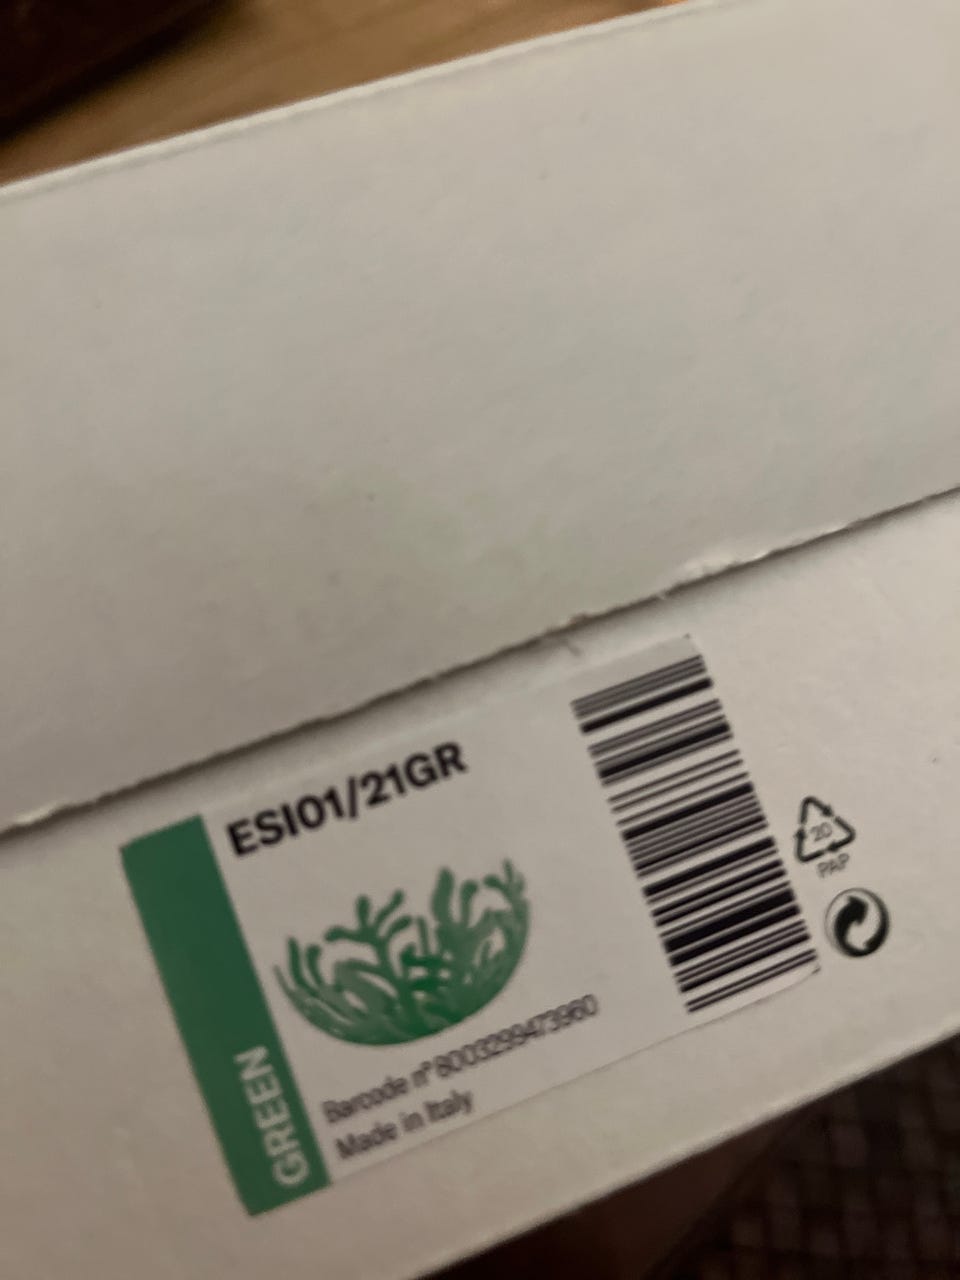 ESI01/21GR
GREEN
Barcode n° 8003299473960
Made in Italy
20
PAP